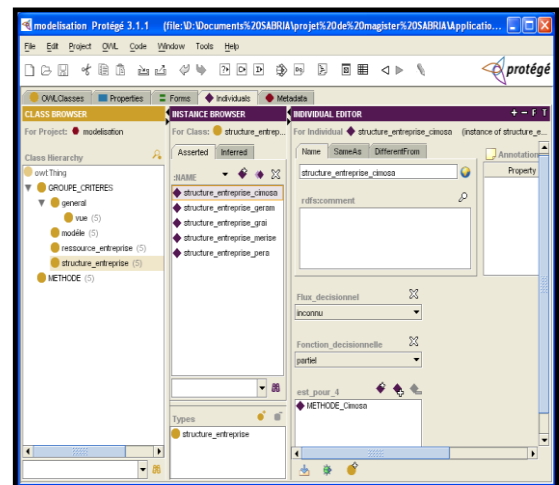 modelisation Protégé 3.1.1 (file:\D:\Documents%20SABRIA\projet%20de%20magister%20SABRIA\Applicatio...
File Edit Project OWL Code Window Tools Help
protégé
OWLClasses Properties Forms Individuals Metadata
CLASS BROWSER
For Project: modelisation
Class Hierarchy
owl:Thing
GROUPE_CRITERES
general
vue (5)
modéle (5)
ressource_entreprise (5)
structure_entreprise (5)
METHODE (5)
INSTANCE BROWSER
For Class: structure_entrep...
Asserted Inferred
:NAME
structure_entreprise_cimosa
structure_entreprise_geram
structure_entreprise_grai
structure_entreprise_merise
structure_entreprise_pera
Types
structure_entreprise
INDIVIDUAL EDITOR + - F T
For Individual structure_entreprise_cimosa (instance of structure_e...
Name SameAs DifferentFrom
Annotation
structure_entreprise_cimosa
Property
rdfs:comment
Flux_decisionnel
inconnu
Fonction_decisionnelle
partiel
est_pour_4
METHODE_Cimosa